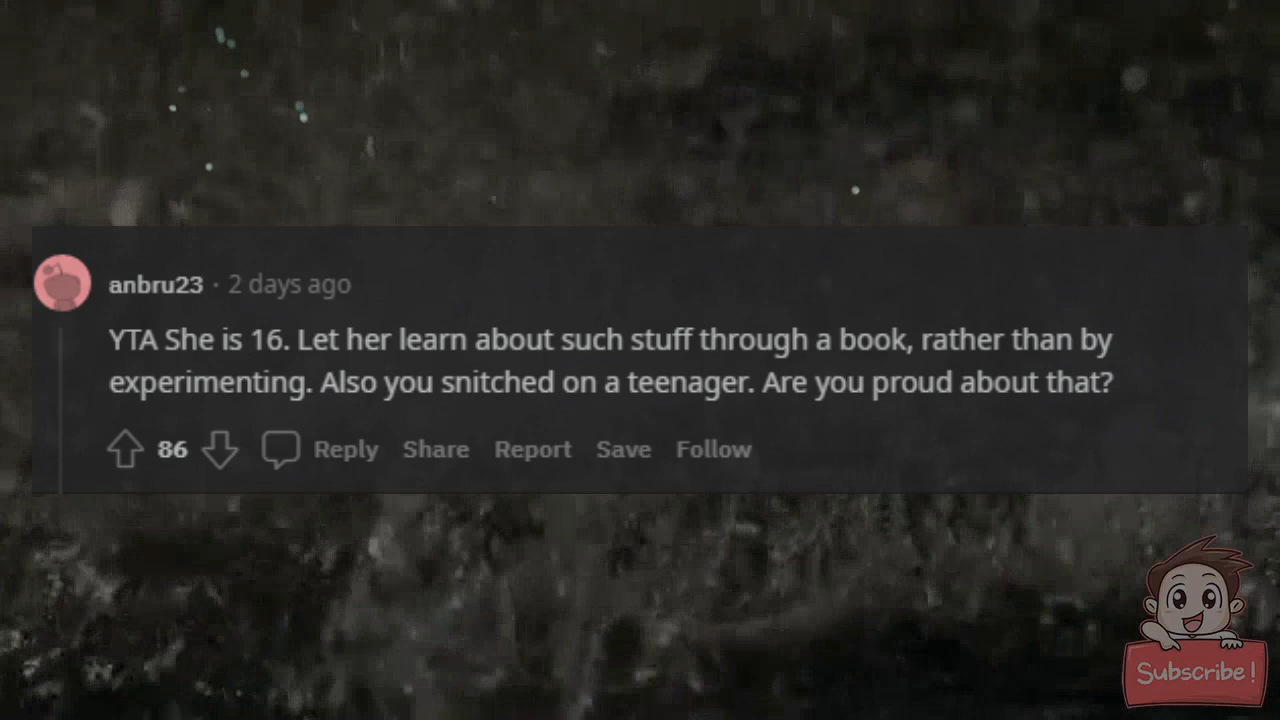 anbru23 · 2 days ago
YTA She is 16. Let her learn about such stuff through a book, rather than by
experimenting. Also you snitched on a teenager. Are you proud about that?
86 Reply Share Report Save Follow
Subscribe!